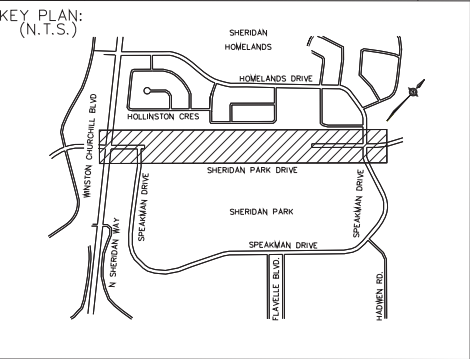 KEY PLAN:
(N.T.S.)
SHERIDAN
HOMELANDS
HOMELANDS DRIVE
HOLLINSTON CRES
WINSTON CHURCHILL BLVD
SHERIDAN PARK DRIVE
SPEAKMAN DRIVE
SPEAKMAN DRIVE
SHERIDAN PARK
N SHERIDAN WAY
SPEAKMAN DRIVE
FLAVELLE BLVD.
HADWEN RD.